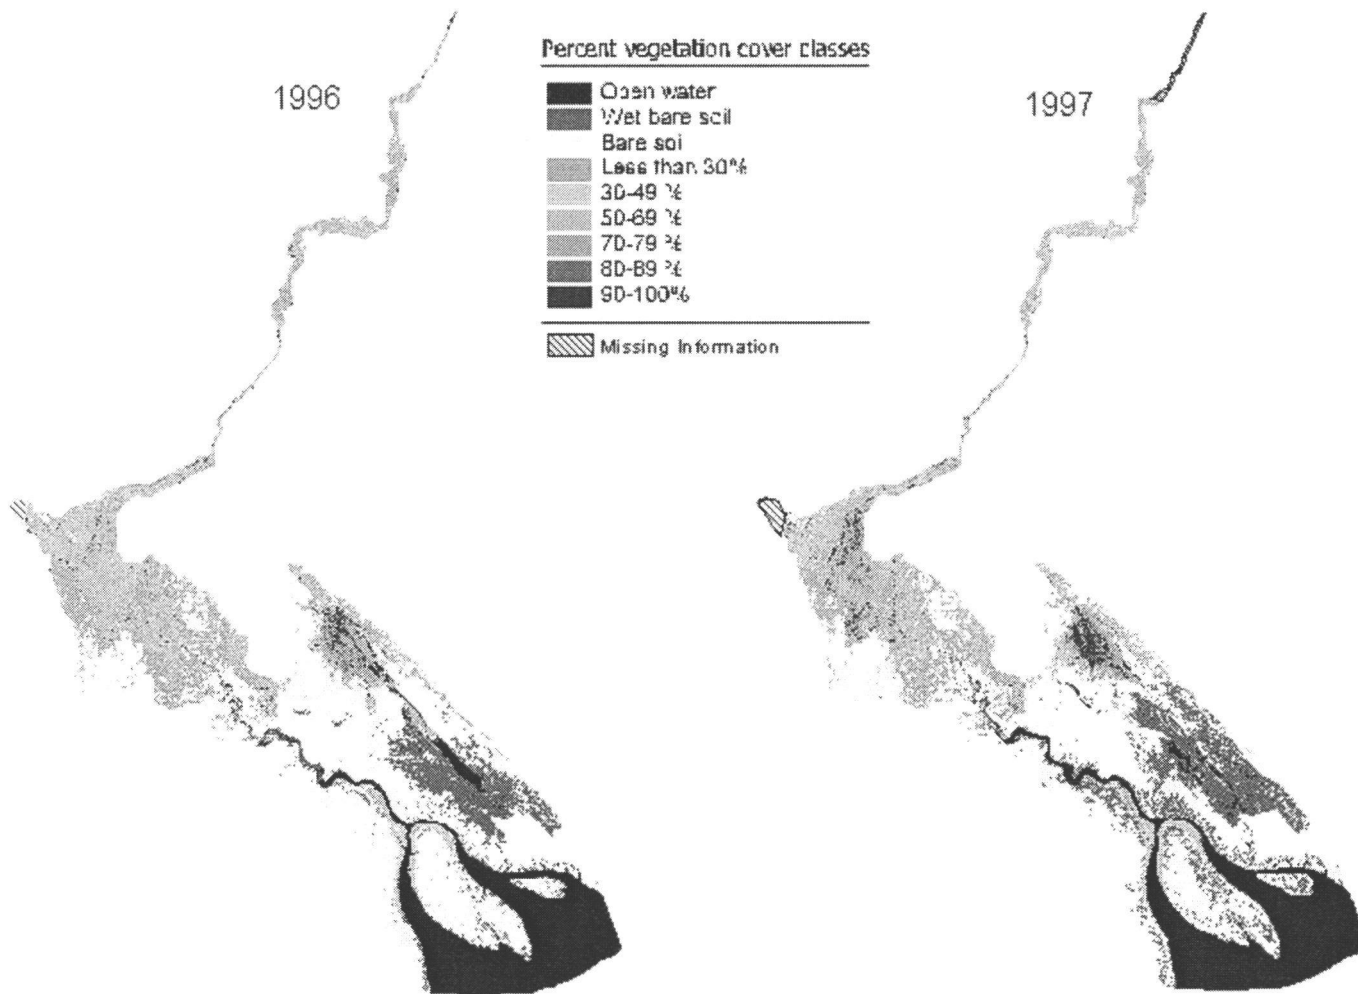 1996
Percent vegetation cover classes
Open water
Wet bare soil
Bare soi
Less than 30%
30-49 %
50-69 %
70-79 %
80-89 %
90-100%
Missing Information
1997